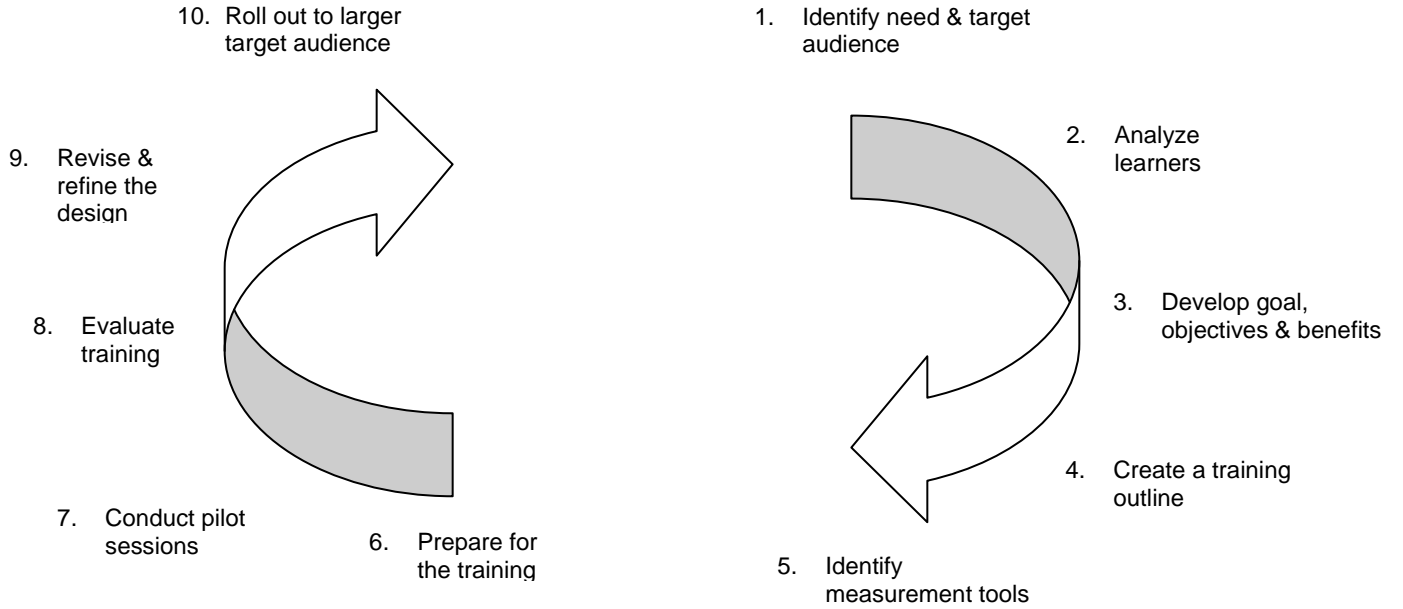 10. Roll out to larger
target audience
1. Identify need & target
audience
9. Revise &
refine the
design
2. Analyze
learners
8. Evaluate
training
3. Develop goal,
objectives & benefits
7. Conduct pilot
sessions
6. Prepare for
the training
4. Create a training
outline
5. Identify
measurement tools